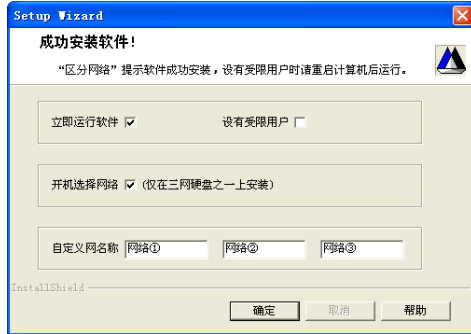 Setup Wizard
成功安装软件!
“区分网络”提示软件成功安装，设有受限用户时请重启计算机后运行。
立即运行软件 设有受限用户
开机选择网络 (仅在三网硬盘之一上安装)
自定义网名称 网络① 网络② 网络③
InstallShield
确定 取消 帮助